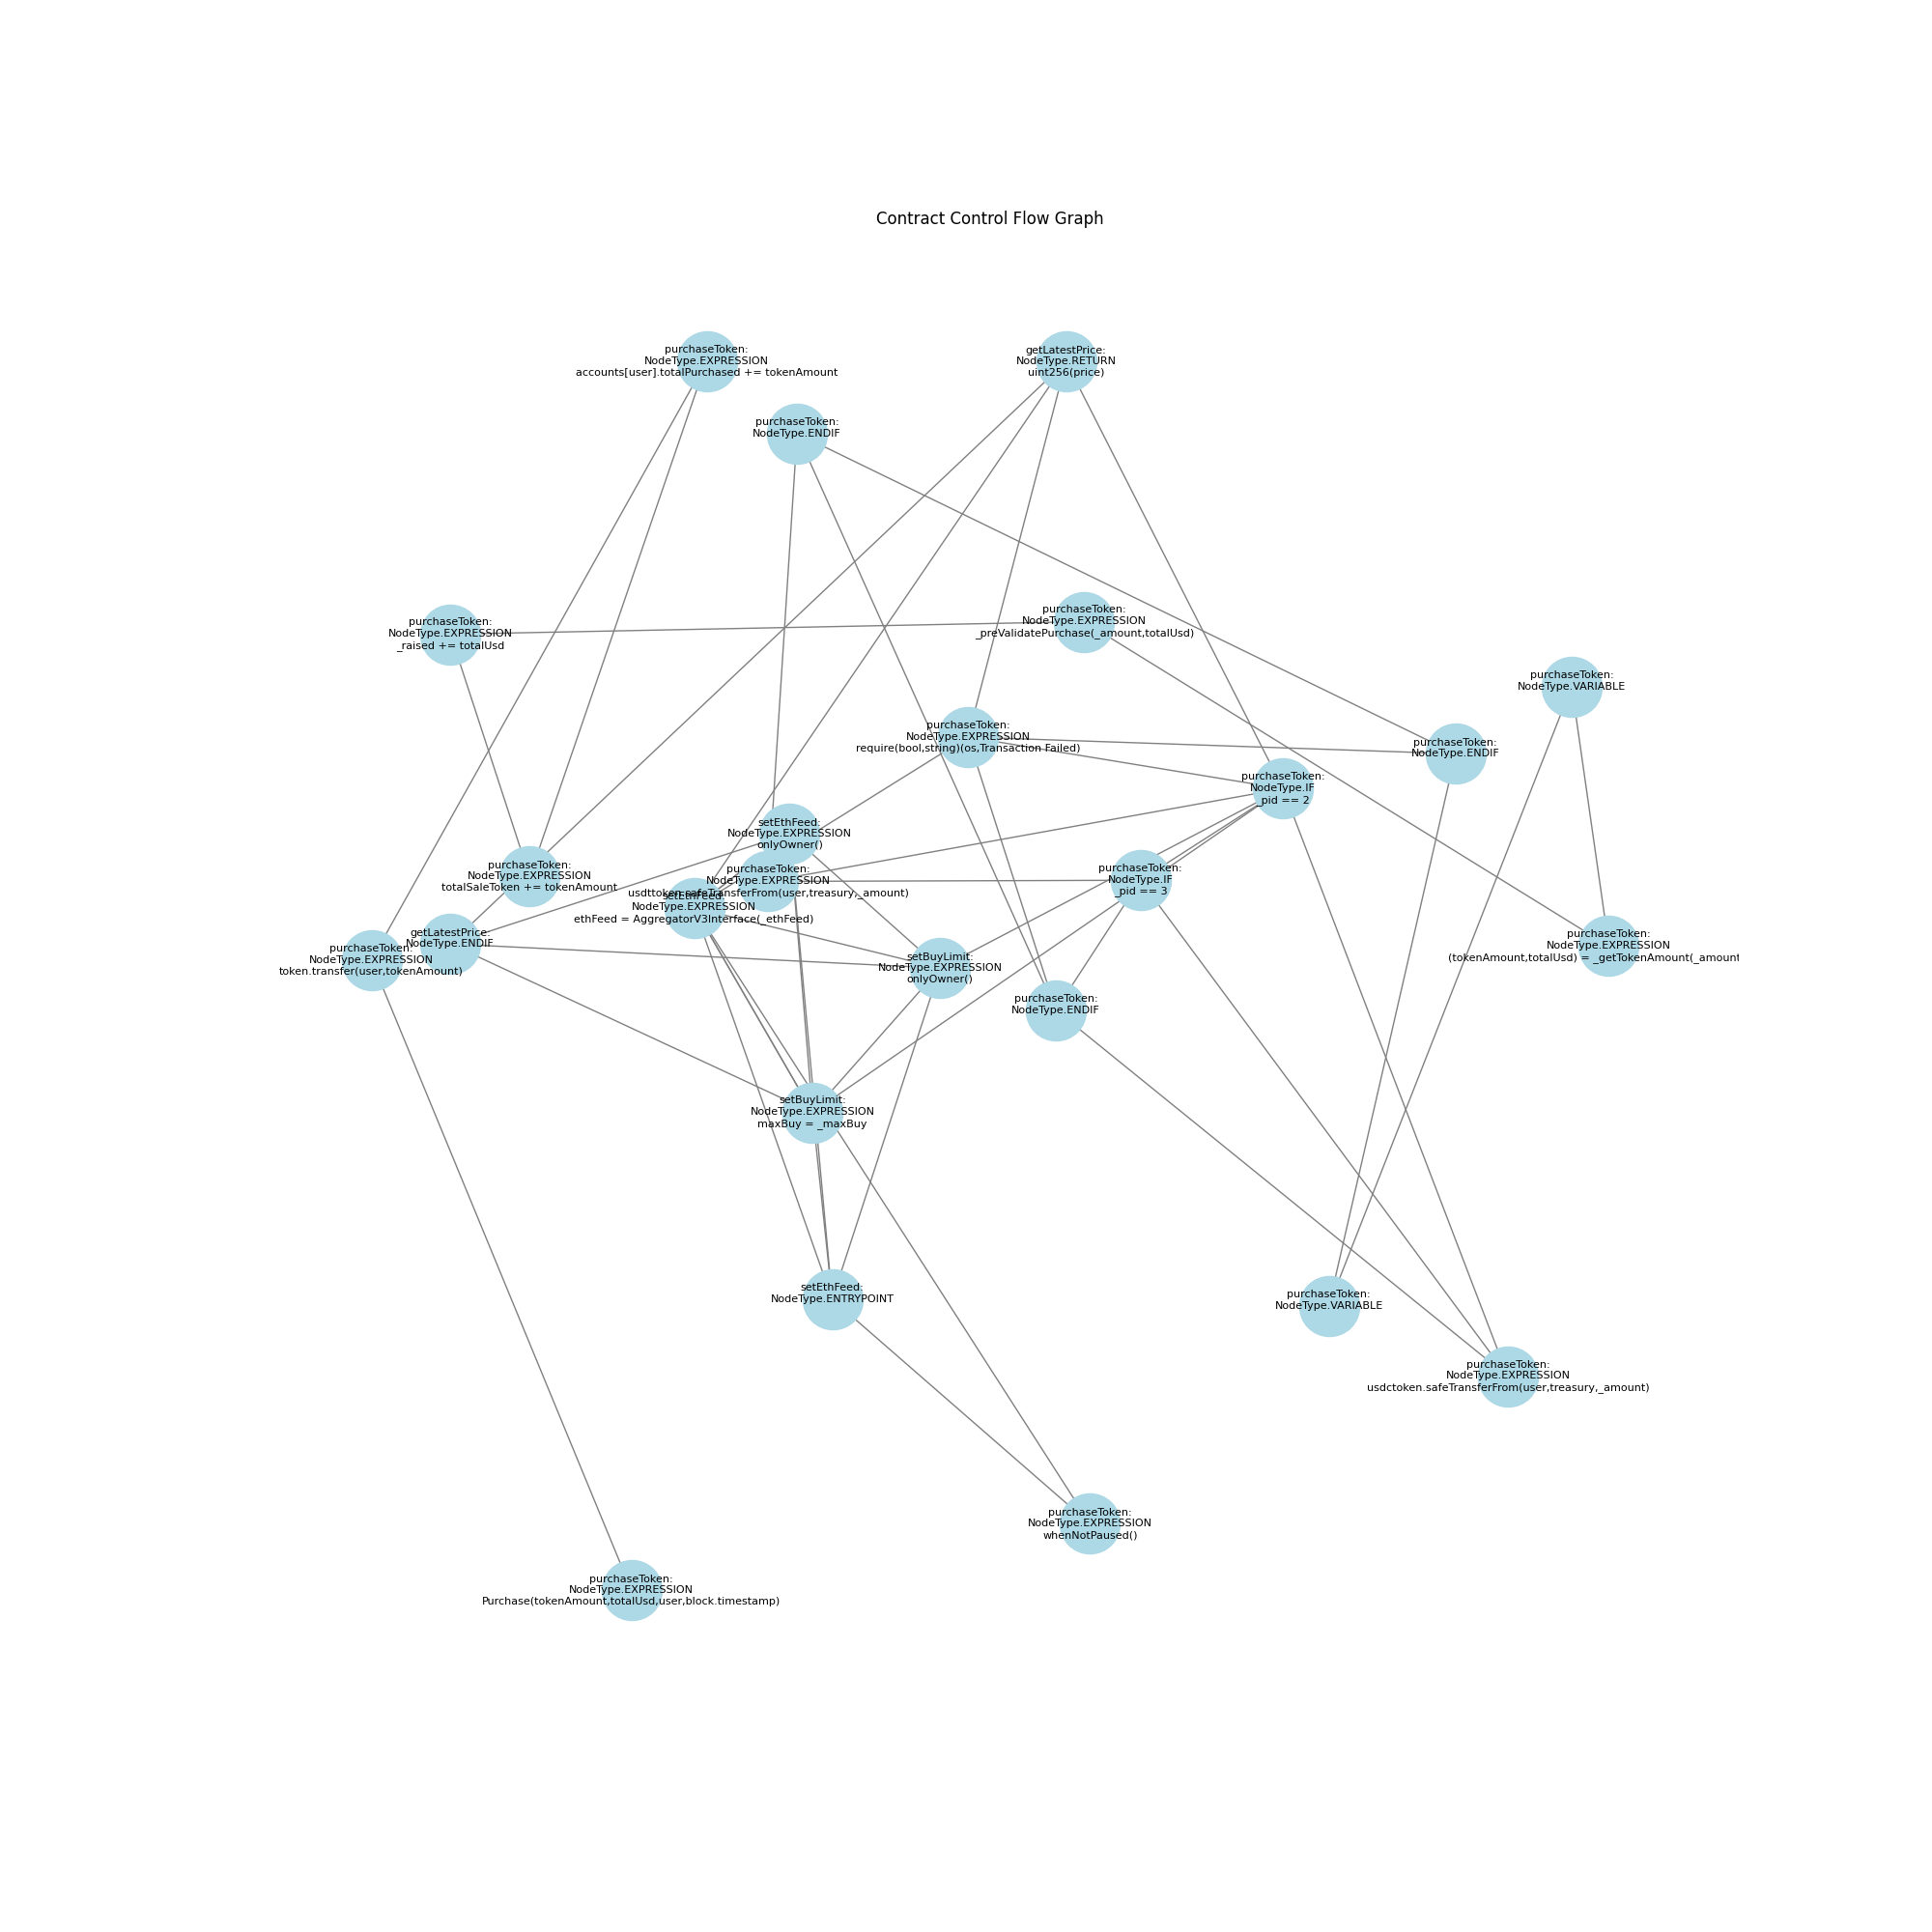 Contract Control Flow Graph
purchaseToken:
NodeType.EXPRESSION
accounts[user].totalPurchased += tokenAmount
getLatestPrice:
NodeType.RETURN
uint256(price)
purchaseToken:
NodeType.ENDIF
purchaseToken:
NodeType.EXPRESSION
_raised += totalUsd
purchaseToken:
NodeType.EXPRESSION
_preValidatePurchase(_amount,totalUsd)
purchaseToken:
NodeType.VARIABLE
purchaseToken:
NodeType.EXPRESSION
require(bool,string)(os,Transaction Failed)
purchaseToken:
NodeType.ENDIF
purchaseToken:
NodeType.IF
_pid == 2
setEthFeed:
NodeType.EXPRESSION
onlyOwner()
purchaseToken:
NodeType.EXPRESSION
totalSaleToken += tokenAmount
purchaseToken:
NodeType.EXPRESSION
usdttoken.safeTransferFrom(user,treasury,_amount)
purchaseToken:
NodeType.IF
_pid == 3
setEthFeed:
NodeType.EXPRESSION
ethFeed = AggregatorV3Interface(_ethFeed)
getLatestPrice:
NodeType.ENDIF
purchaseToken:
NodeType.EXPRESSION
token.transfer(user,tokenAmount)
purchaseToken:
NodeType.EXPRESSION
(tokenAmount,totalUsd) = _getTokenAmount(_amount
setBuyLimit:
NodeType.EXPRESSION
onlyOwner()
purchaseToken:
NodeType.ENDIF
setBuyLimit:
NodeType.EXPRESSION
maxBuy = _maxBuy
setEthFeed:
NodeType.ENTRYPOINT
purchaseToken:
NodeType.VARIABLE
purchaseToken:
NodeType.EXPRESSION
usdctoken.safeTransferFrom(user,treasury,_amount)
purchaseToken:
NodeType.EXPRESSION
whenNotPaused()
purchaseToken:
NodeType.EXPRESSION
Purchase(tokenAmount,totalUsd,user,block.timestamp)